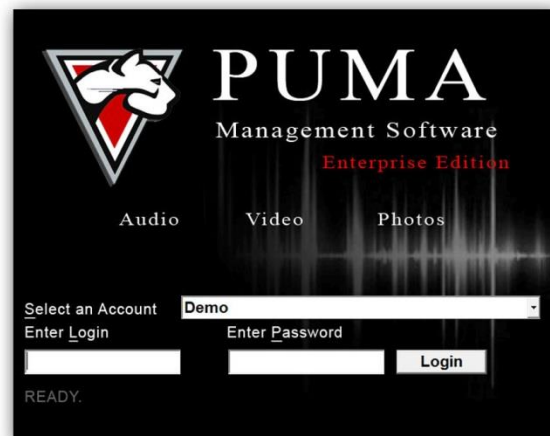 PUMA
Management Software
Enterprise Edition
Audio Video Photos
Select an Account Demo
Enter Login Enter Password
Login
READY.